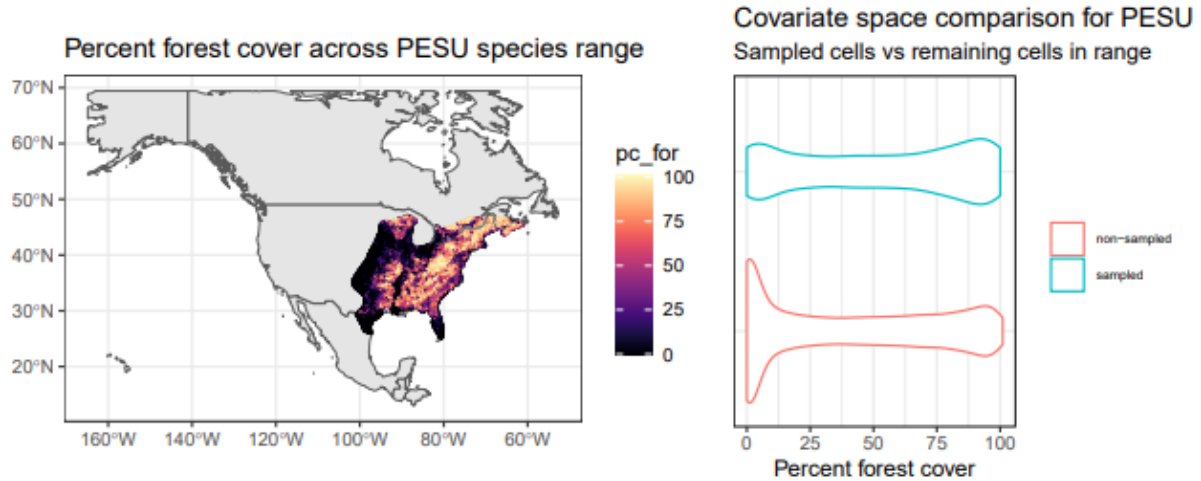 Percent forest cover across PESU species range
70°N
60°N
50°N
40°N
30°N
20°N
160°W 140°W 120°W 100°W 80°W 60°W
pc_for
100
75
50
25
0
Covariate space comparison for PESU
Sampled cells vs remaining cells in range
0 25 50 75 100
Percent forest cover
non-sampled
sampled